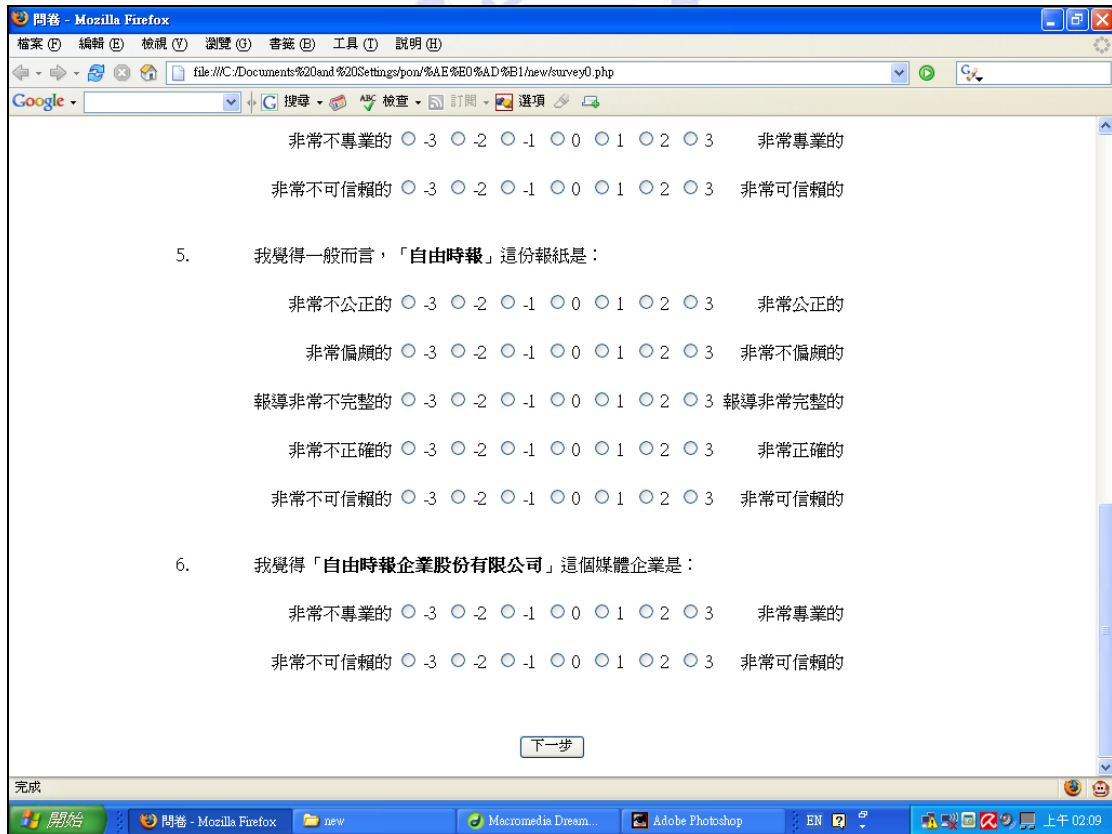 問卷 - Mozilla Firefox
檔案(F) 編輯(E) 檢視(V) 瀏覽(G) 書籤(B) 工具(T) 說明(H)
file:///C:/Documents%20and%20Settings/pon/%AE%E0%AD%B1/new/survey0.php
Google 搜尋 檢查 訂閱 選項
非常不專業的 -3 -2 -1 0 1 2 3 非常專業的
非常不可信賴的 -3 -2 -1 0 1 2 3 非常可信賴的
5. 我覺得一般而言，「自由時報」這份報紙是：
非常不公正的 -3 -2 -1 0 1 2 3 非常公正的
非常偏頗的 -3 -2 -1 0 1 2 3 非常不偏頗的
報導非常不完整的 -3 -2 -1 0 1 2 3 報導非常完整的
非常不正確的 -3 -2 -1 0 1 2 3 非常正確的
非常不可信賴的 -3 -2 -1 0 1 2 3 非常可信賴的
6. 我覺得「自由時報企業股份有限公司」這個媒體企業是：
非常不專業的 -3 -2 -1 0 1 2 3 非常專業的
非常不可信賴的 -3 -2 -1 0 1 2 3 非常可信賴的
下一步
完成
開始 問卷 - Mozilla Firefox new Macromedia Dream... Adobe Photoshop EN 上午 02:09